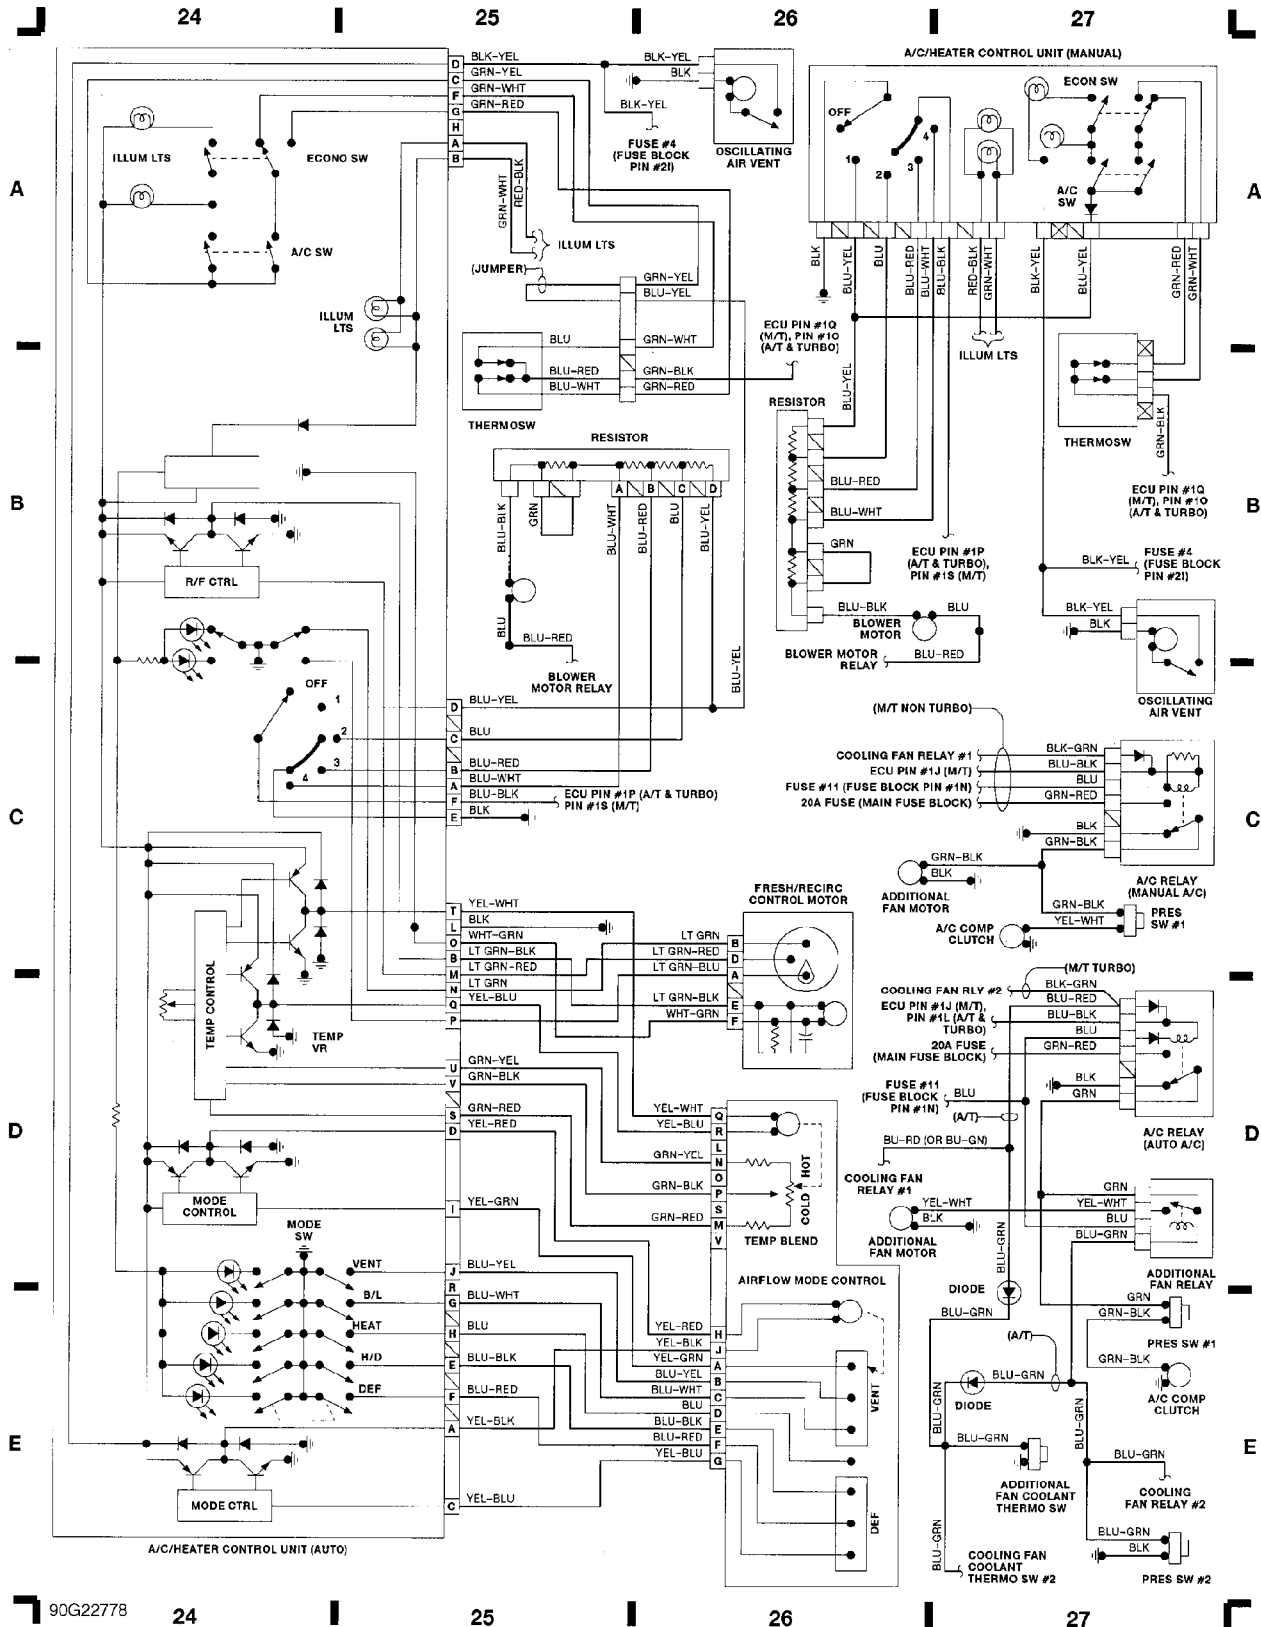 24 25 26 27
A/C/HEATER CONTROL UNIT (MANUAL)
D BLK-YEL
C GRN-YEL
F GRN-WHT
G GRN-RED
H
A
B
BLK-YEL
BLK
BLK-YEL
FUSE #4
(FUSE BLOCK
PIN #2I)
OSCILLATING
AIR VENT
ILLUM LTS
ECONO SW
A/C SW
ILLUM
LTS
GRN-WHT
RED-BLK
ILLUM LTS
(JUMPER)
GRN-YEL
BLU-YEL
BLU
GRN-WHT
BLU-RED
GRN-BLK
BLU-WHT
GRN-RED
THERMOSW
OFF
1
2
3
4
ECON SW
A/C
SW
BLK
BLU-YEL
BLU
BLU-RED
BLU-WHT
BLU-BLK
RED-BLK
GRN-WHT
BLK-YEL
BLU-YEL
GRN-RED
GRN-WHT
ILLUM LTS
ECU PIN #1Q
(M/T), PIN #1O
(A/T & TURBO)
BLU-YEL
A
A
THERMOSW
GRN-BLK
ECU PIN #1Q
(M/T), PIN #1O
(A/T & TURBO)
RESISTOR
A B C D
BLU-BLK
GRN
BLU-WHT
BLU-RED
BLU
BLU-YEL
BLU
BLU-RED
BLOWER
MOTOR RELAY
BLU-YEL
RESISTOR
BLU-RED
BLU-WHT
GRN
ECU PIN #1P
(A/T & TURBO),
PIN #1S (M/T)
BLU-BLK
BLU
BLOWER
MOTOR
BLOWER MOTOR
RELAY
BLU-RED
BLK-YEL
FUSE #4
(FUSE BLOCK
PIN #2I)
BLK-YEL
BLK
OSCILLATING
AIR VENT
B
B
R/F CTRL
OFF
1
2
3
4
D BLU-YEL
C BLU
B BLU-RED
A BLU-WHT
F BLU-BLK
E BLK
ECU PIN #1P (A/T & TURBO)
PIN #1S (M/T)
(M/T NON TURBO)
COOLING FAN RELAY #1
BLK-GRN
ECU PIN #1J (M/T)
BLU-BLK
FUSE #11 (FUSE BLOCK PIN #1N)
BLU
20A FUSE (MAIN FUSE BLOCK)
GRN-RED
BLK
GRN-BLK
A/C RELAY
(MANUAL A/C)
C
C
GRN-BLK
BLK
ADDITIONAL
FAN MOTOR
GRN-BLK
YEL-WHT
PRES
SW #1
A/C COMP
CLUTCH
T YEL-WHT
L BLK
O WHT-GRN
B LT GRN-BLK
M LT GRN-RED
N LT GRN
Q YEL-BLU
P
U GRN-YEL
V GRN-BLK
S GRN-RED
D YEL-RED
I YEL-GRN
FRESH/RECIRC
CONTROL MOTOR
LT GRN B
LT GRN-RED D
LT GRN-BLU A
LT GRN-BLK E
WHT-GRN F
TEMP CONTROL
TEMP
VR
(M/T TURBO)
COOLING FAN RLY #2
BLK-GRN
ECU PIN #1J (M/T),
PIN #1L (A/T &
TURBO)
BLU-RED
BLU-BLK
BLU
20A FUSE
(MAIN FUSE BLOCK)
GRN-RED
FUSE #11
(FUSE BLOCK
PIN #1N)
BLU
BLK
GRN
A/C RELAY
(AUTO A/C)
(A/T)
BU-RD (OR BU-GN)
COOLING FAN
RELAY #1
D
D
YEL-WHT Q
YEL-BLU R
L
GRN-YEL N
O
GRN-BLK P
S
GRN-RED M
V
HOT
COLD
TEMP BLEND
YEL-WHT
BLK
ADDITIONAL
FAN MOTOR
GRN
YEL-WHT
BLU
BLU-GRN
ADDITIONAL
FAN RELAY
BLU-GRN
DIODE
BLU-GRN
GRN
GRN-BLK
PRES SW #1
(A/T)
BLU-GRN
DIODE
GRN-BLK
A/C COMP
CLUTCH
MODE
CONTROL
MODE
SW
VENT
B/L
HEAT
H/D
DEF
J BLU-YEL
R
G BLU-WHT
H BLU
E BLU-BLK
F BLU-RED
A YEL-BLK
C YEL-BLU
AIRFLOW MODE CONTROL
YEL-RED H
YEL-BLK J
YEL-GRN A
BLU-YEL B
BLU-WHT C
BLU D
BLU-BLK E
BLU-RED F
YEL-BLU G
VENT
DEF
E
E
BLU-GRN
BLU-GRN
BLU-GRN
BLU-GRN
ADDITIONAL
FAN COOLANT
THERMO SW
COOLING
FAN RELAY #2
BLU-GRN
BLK
PRES SW #2
BLU-GRN
COOLING FAN
COOLANT
THERMO SW #2
MODE CTRL
A/C/HEATER CONTROL UNIT (AUTO)
90G22778
24 25 26 27